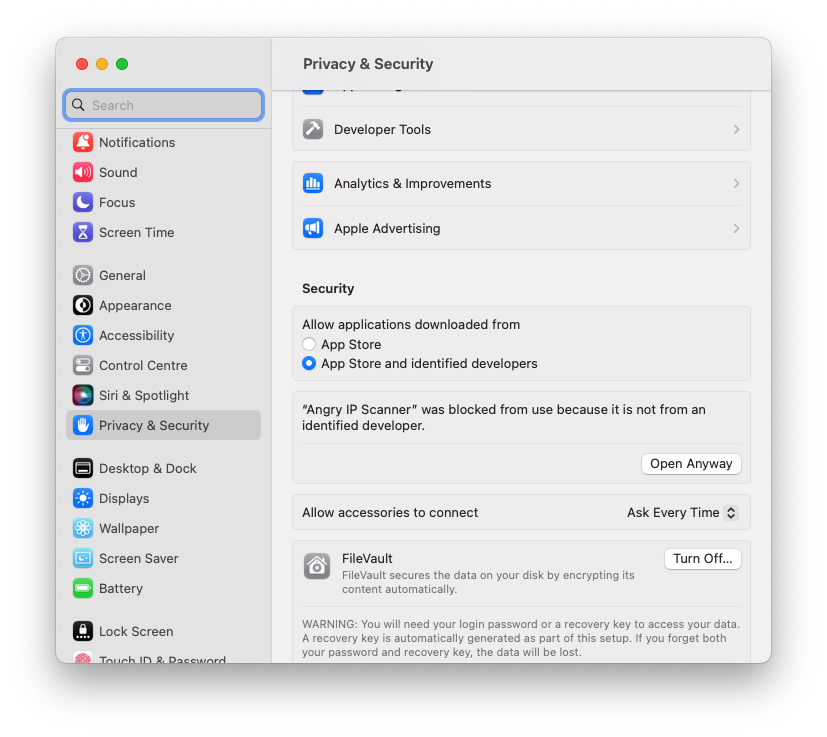 Privacy & Security
Search
Notifications
Sound
Focus
Screen Time
General
Appearance
Accessibility
Control Centre
Siri & Spotlight
Privacy & Security
Desktop & Dock
Displays
Wallpaper
Screen Saver
Battery
Lock Screen
Touch ID & Password
Developer Tools
Analytics & Improvements
Apple Advertising
Security
Allow applications downloaded from
App Store
App Store and identified developers
“Angry IP Scanner” was blocked from use because it is not from an
identified developer.
Open Anyway
Allow accessories to connect
Ask Every Time
FileVault
Turn Off...
FileVault secures the data on your disk by encrypting its
content automatically.
WARNING: You will need your login password or a recovery key to access your data.
A recovery key is automatically generated as part of this setup. If you forget both
your password and recovery key, the data will be lost.